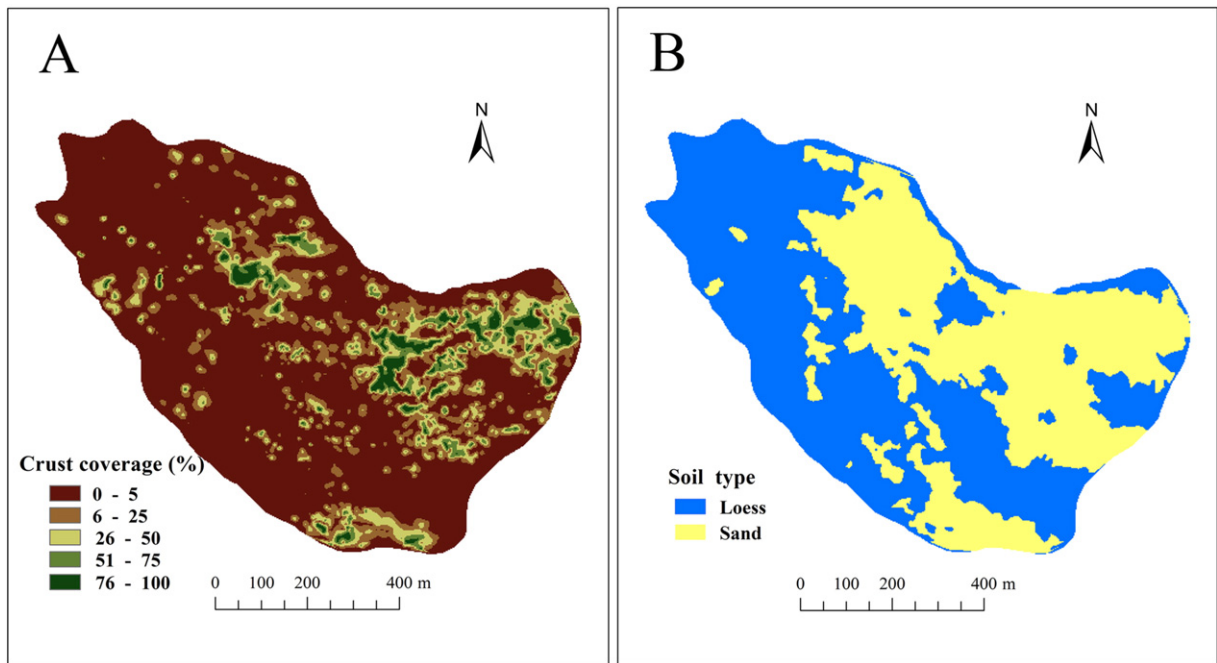 A
N
Crust coverage (%)
0 - 5
6 - 25
26 - 50
51 - 75
76 - 100
0 100 200 400 m
B
N
Soil type
Loess
Sand
0 100 200 400 m